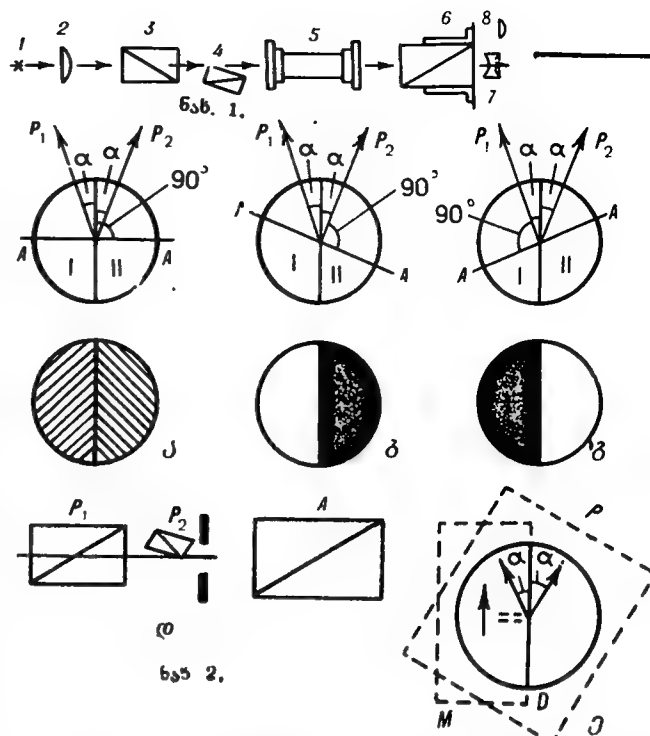 1 2 3 4 5 6 8
7
ნახ. 1.
P₁ α α P₂ P₁ α α P₂ P₁ α α P₂
90° 90° 90°
A I II A I II A A I II A
ა ბ გ
P₁ P₂ A P
α α
დ
ნახ 2.
M D ე